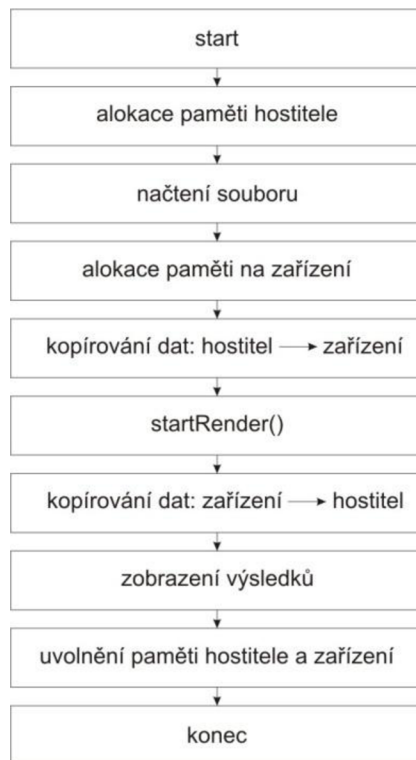 start
alokace paměti hostitele
načtení souboru
alokace paměti na zařízení
kopírování dat: hostitel → zařízení
startRender()
kopírování dat: zařízení → hostitel
zobrazení výsledků
uvolnění paměti hostitele a zařízení
konec